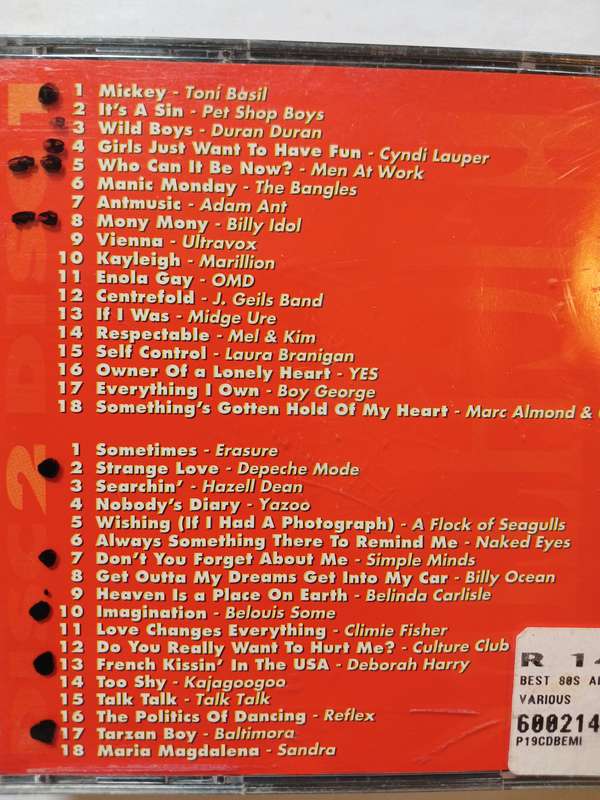 DISC 1
1 Mickey - Toni Basil
2 It's A Sin - Pet Shop Boys
3 Wild Boys - Duran Duran
4 Girls Just Want To Have Fun - Cyndi Lauper
5 Who Can It Be Now? - Men At Work
6 Manic Monday - The Bangles
7 Antmusic - Adam Ant
8 Mony Mony - Billy Idol
9 Vienna - Ultravox
10 Kayleigh - Marillion
11 Enola Gay - OMD
12 Centrefold - J. Geils Band
13 If I Was - Midge Ure
14 Respectable - Mel & Kim
15 Self Control - Laura Branigan
16 Owner Of a Lonely Heart - YES
17 Everything I Own - Boy George
18 Something's Gotten Hold Of My Heart - Marc Almond &
DISC 2
1 Sometimes - Erasure
2 Strange Love - Depeche Mode
3 Searchin' - Hazell Dean
4 Nobody's Diary - Yazoo
5 Wishing (If I Had A Photograph) - A Flock of Seagulls
6 Always Something There To Remind Me - Naked Eyes
7 Don't You Forget About Me - Simple Minds
8 Get Outta My Dreams Get Into My Car - Billy Ocean
9 Heaven Is a Place On Earth - Belinda Carlisle
10 Imagination - Belouis Some
11 Love Changes Everything - Climie Fisher
12 Do You Really Want To Hurt Me? - Culture Club
13 French Kissin' In The USA - Deborah Harry
14 Too Shy - Kajagoogoo
15 Talk Talk - Talk Talk
16 The Politics Of Dancing - Reflex
17 Tarzan Boy - Baltimora
18 Maria Magdalena - Sandra
R 14
BEST 80S A
VARIOUS
600214
P19CDBEMI